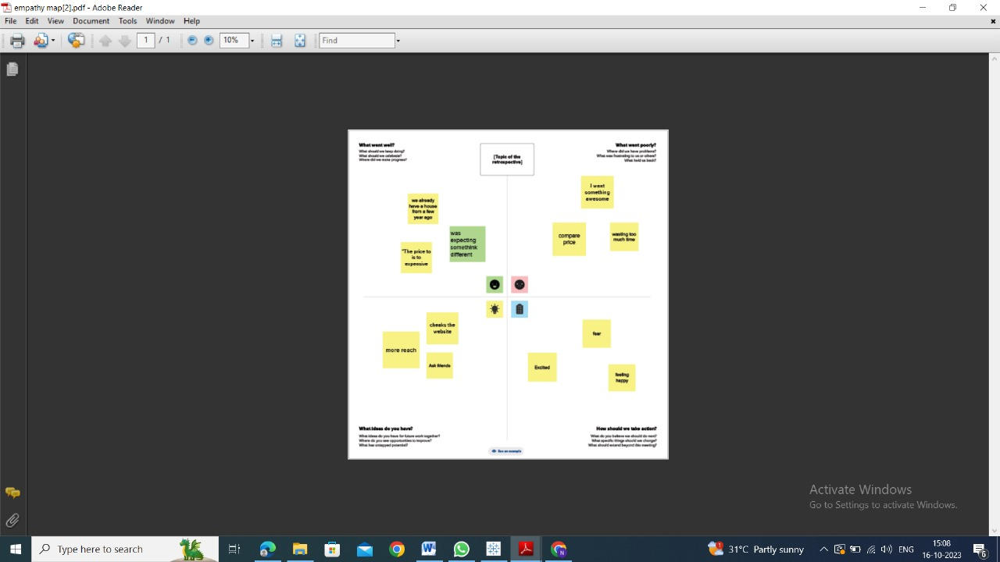 empathy map[2].pdf - Adobe Reader
File Edit View Document Tools Window Help
1 / 1 10% Find
What went well?
What should we keep doing?
What should we celebrate?
Where did we make progress?
[Topic of the
retrospective]
What went poorly?
Where did we have problems?
What was frustrating to us or others?
What held us back?
we already
have a house
from a few
year ago
was
expecting
somethink
different
"The price to
is to
expensive
I want
something
awesome
compare
price
wasting too
much time
cheaks the
website
more reach
Ask friends
fear
Excited
feeling
happy
What ideas do you have?
What ideas do you have for future work together?
Where do you see opportunities to improve?
What has untapped potential?
How should we take action?
What do you believe we should do next?
What specific things should we change?
What should extend beyond this meeting?
See an example
Activate Windows
Go to Settings to activate Windows.
Type here to search
1
31°C Partly sunny
ENG
15:08
16-10-2023
6